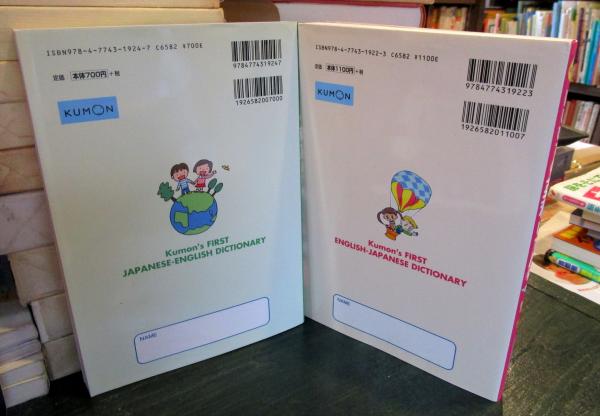 ISBN978-4-7743-1924-7 C6582 ¥700E
定価 本体700円 +税
9784774319247
1926582007000
KUMON
Kumon's FIRST
JAPANESE-ENGLISH DICTIONARY
NAME
ISBN978-4-7743-1922-3 C6582 ¥1100E
定価 本体1100円 +税
9784774319223
1926582011007
KUMON
Kumon's FIRST
ENGLISH-JAPANESE DICTIONARY
NAME